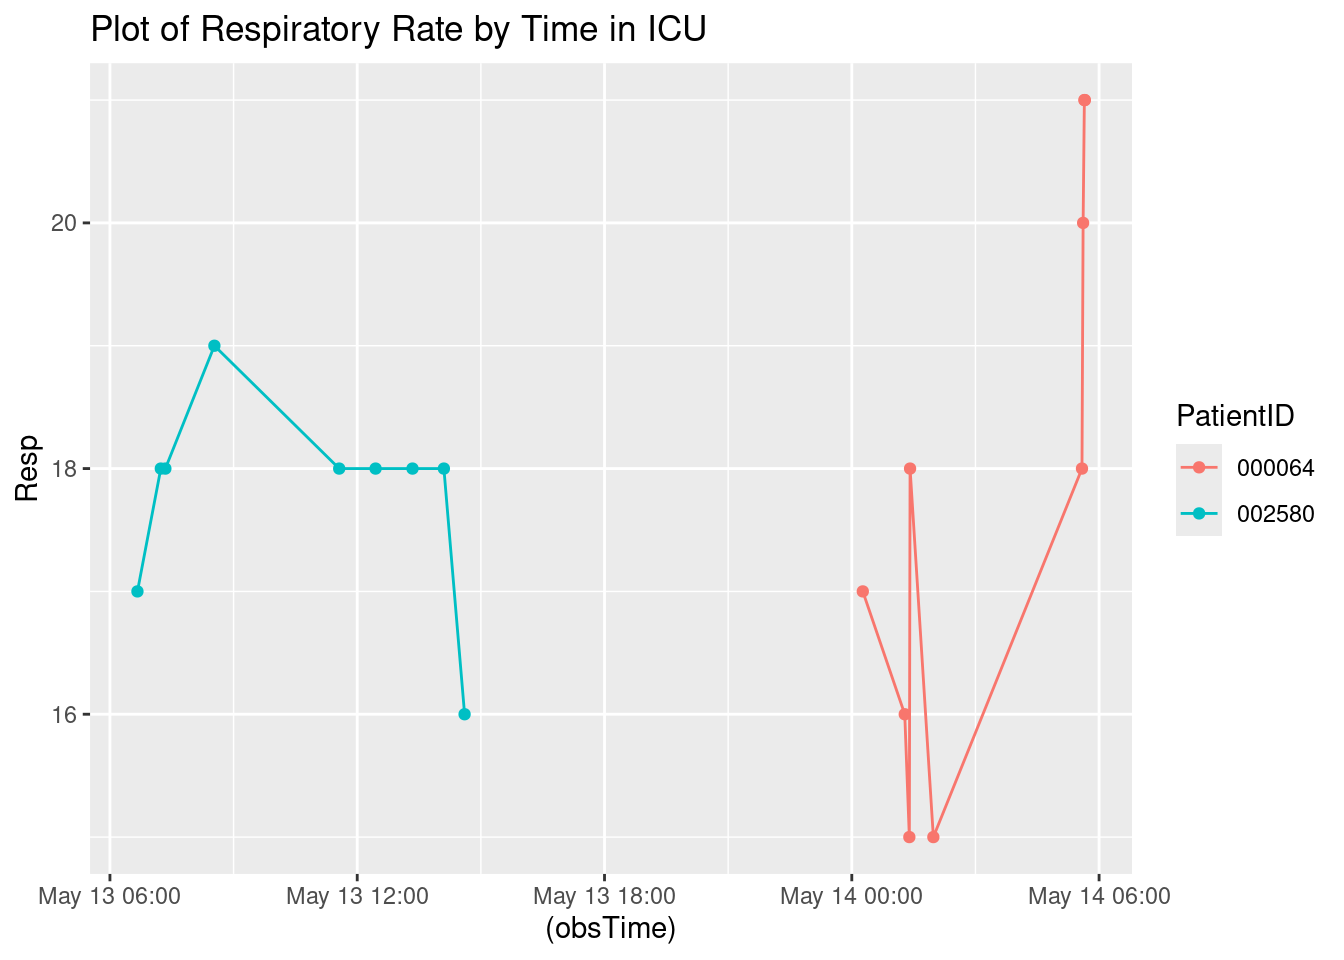 Plot of Respiratory Rate by Time in ICU
20
18
16
Resp
May 13 06:00
May 13 12:00
May 13 18:00
May 14 00:00
May 14 06:00
(obsTime)
PatientID
000064
002580